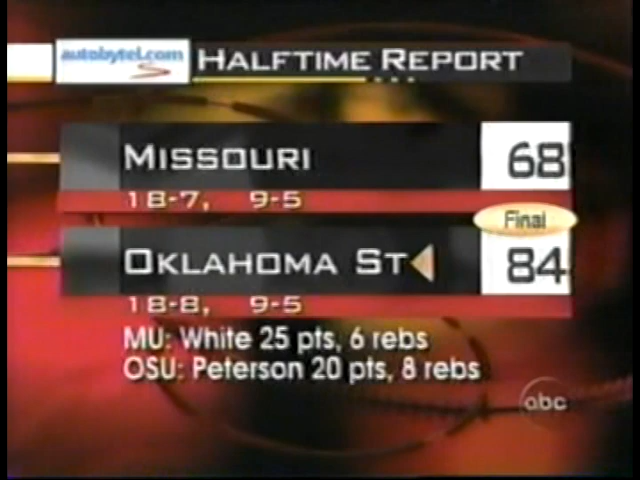 autobytel.com
HALFTIME REPORT
MISSOURI 68
18-7, 9-5
Final
OKLAHOMA ST 84
18-8, 9-5
MU: White 25 pts, 6 rebs
OSU: Peterson 20 pts, 8 rebs
abc